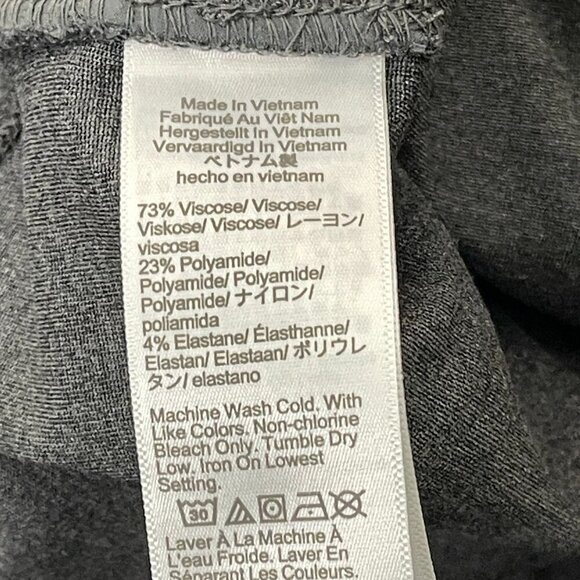 Made In Vietnam
Fabriqué Au Việt Nam
Hergestellt In Vietnam
Vervaardigd In Vietnam
ベトナム製
hecho en vietnam
73% Viscose/ Viscose/
Viskose/ Viscose/ レーヨン/
viscosa
23% Polyamide/
Polyamide/ Polyamide/
Polyamide/ ナイロン/
poliamida
4% Elastane/ Élasthanne/
Elastan/ Elastaan/ ポリウレ
タン/ elastano
Machine Wash Cold. With
Like Colors. Non-chlorine
Bleach Only. Tumble Dry
Low. Iron On Lowest
Setting.
30
Laver À La Machine À
L'eau Froide. Laver En
Séparant Les Couleurs.